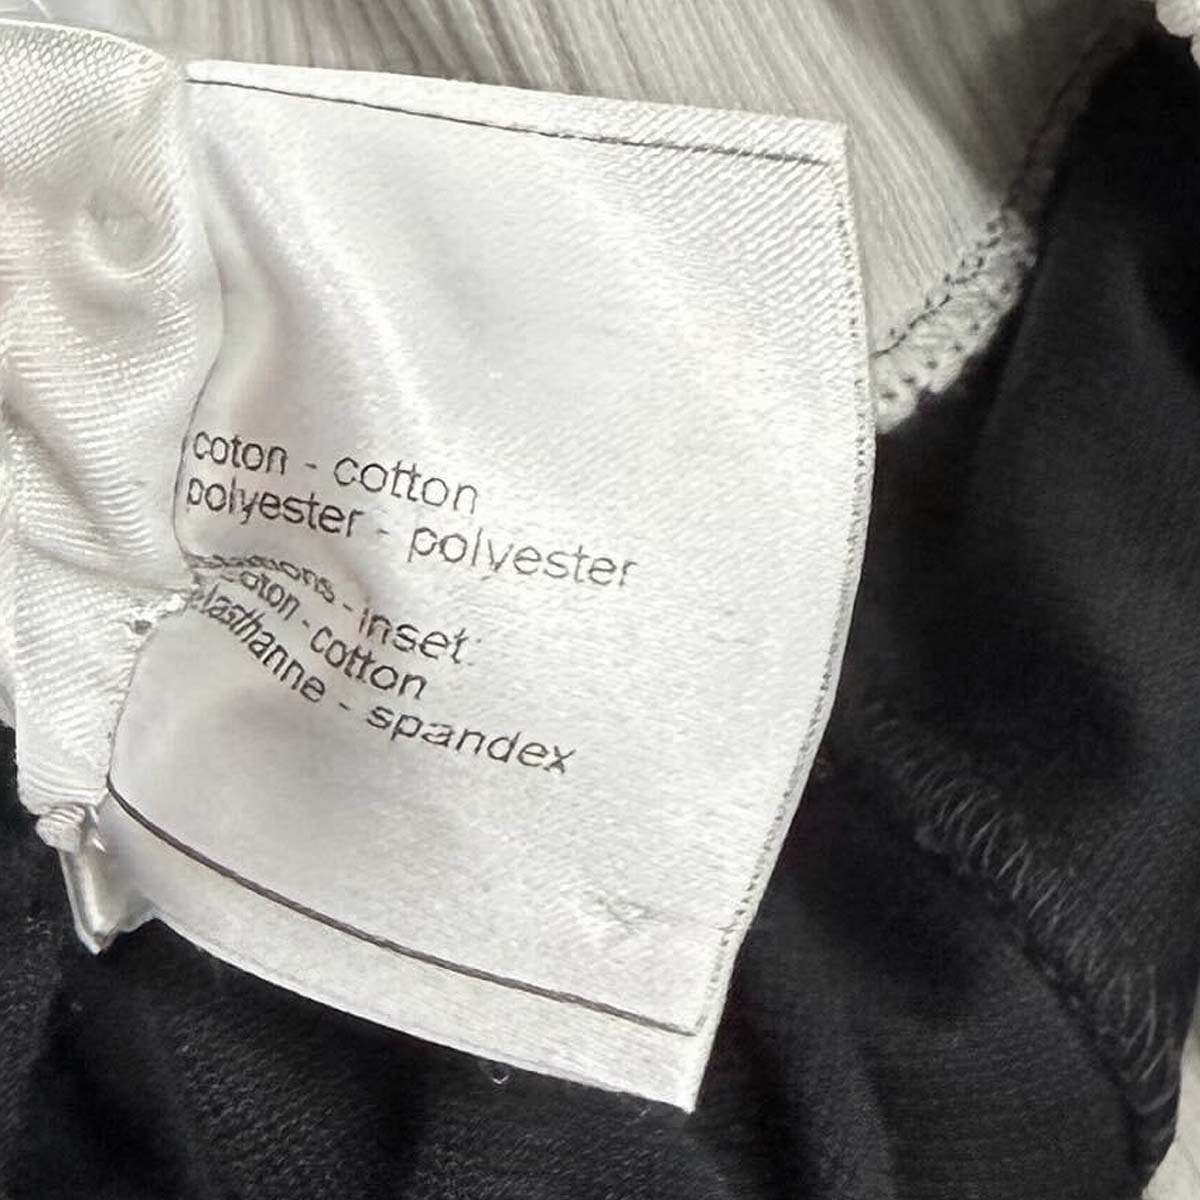 coton - cotton
polyester - polyester
- inset:
coton - cotton
elasthanne - spandex